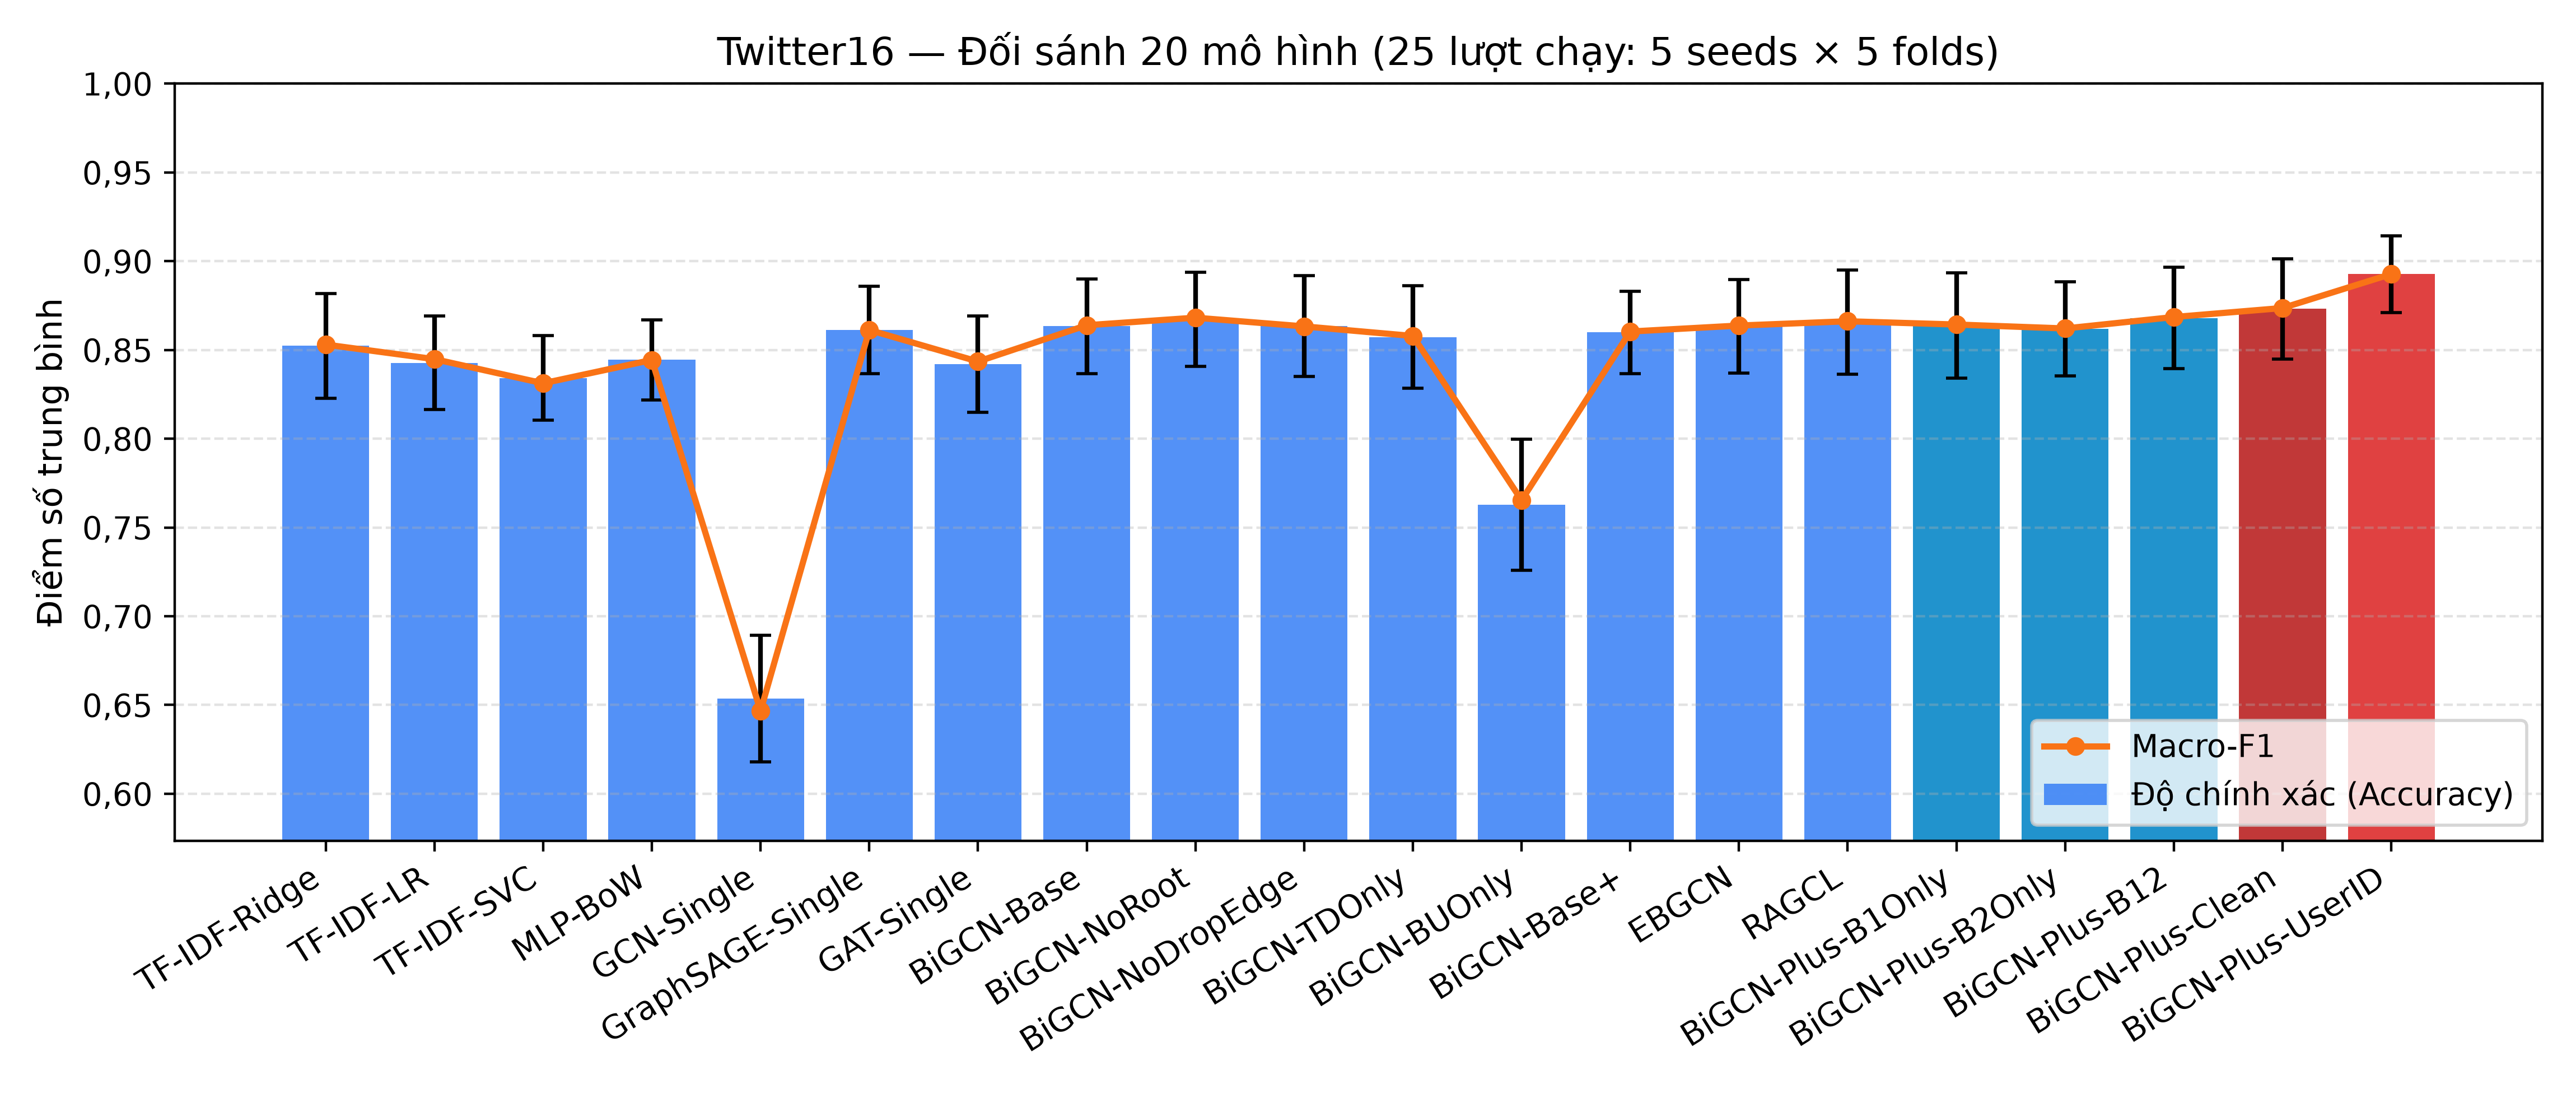 Twitter16 — Đối sánh 20 mô hình (25 lượt chạy: 5 seeds × 5 folds)
Điểm số trung bình
1,00
0,95
0,90
0,85
0,80
0,75
0,70
0,65
0,60
Macro-F1
Độ chính xác (Accuracy)
TF-IDF-Ridge
TF-IDF-LR
TF-IDF-SVC
MLP-BoW
GCN-Single
GraphSAGE-Single
GAT-Single
BiGCN-Base
BiGCN-NoRoot
BiGCN-NoDropEdge
BiGCN-TDOnly
BiGCN-BUOnly
BiGCN-Base+
EBGCN
RAGCL
BiGCN-Plus-B1Only
BiGCN-Plus-B2Only
BiGCN-Plus-B12
BiGCN-Plus-Clean
BiGCN-Plus-UserID